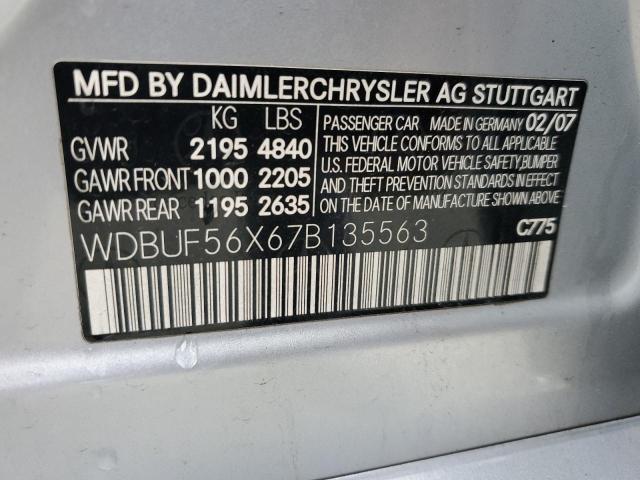 MFD BY DAIMLERCHRYSLER AG STUTTGART
KG LBS
GVWR 2195 4840
GAWR FRONT 1000 2205
GAWR REAR 1195 2635
PASSENGER CAR MADE IN GERMANY 02/07
THIS VEHICLE CONFORMS TO ALL APPLICABLE
U.S. FEDERAL MOTOR VEHICLE SAFETY, BUMPER
AND THEFT PREVENTION STANDARDS IN EFFECT
ON THE DATE OF MANUFACTURE SHOWN ABOVE.
WDBUF56X67B135563
C775